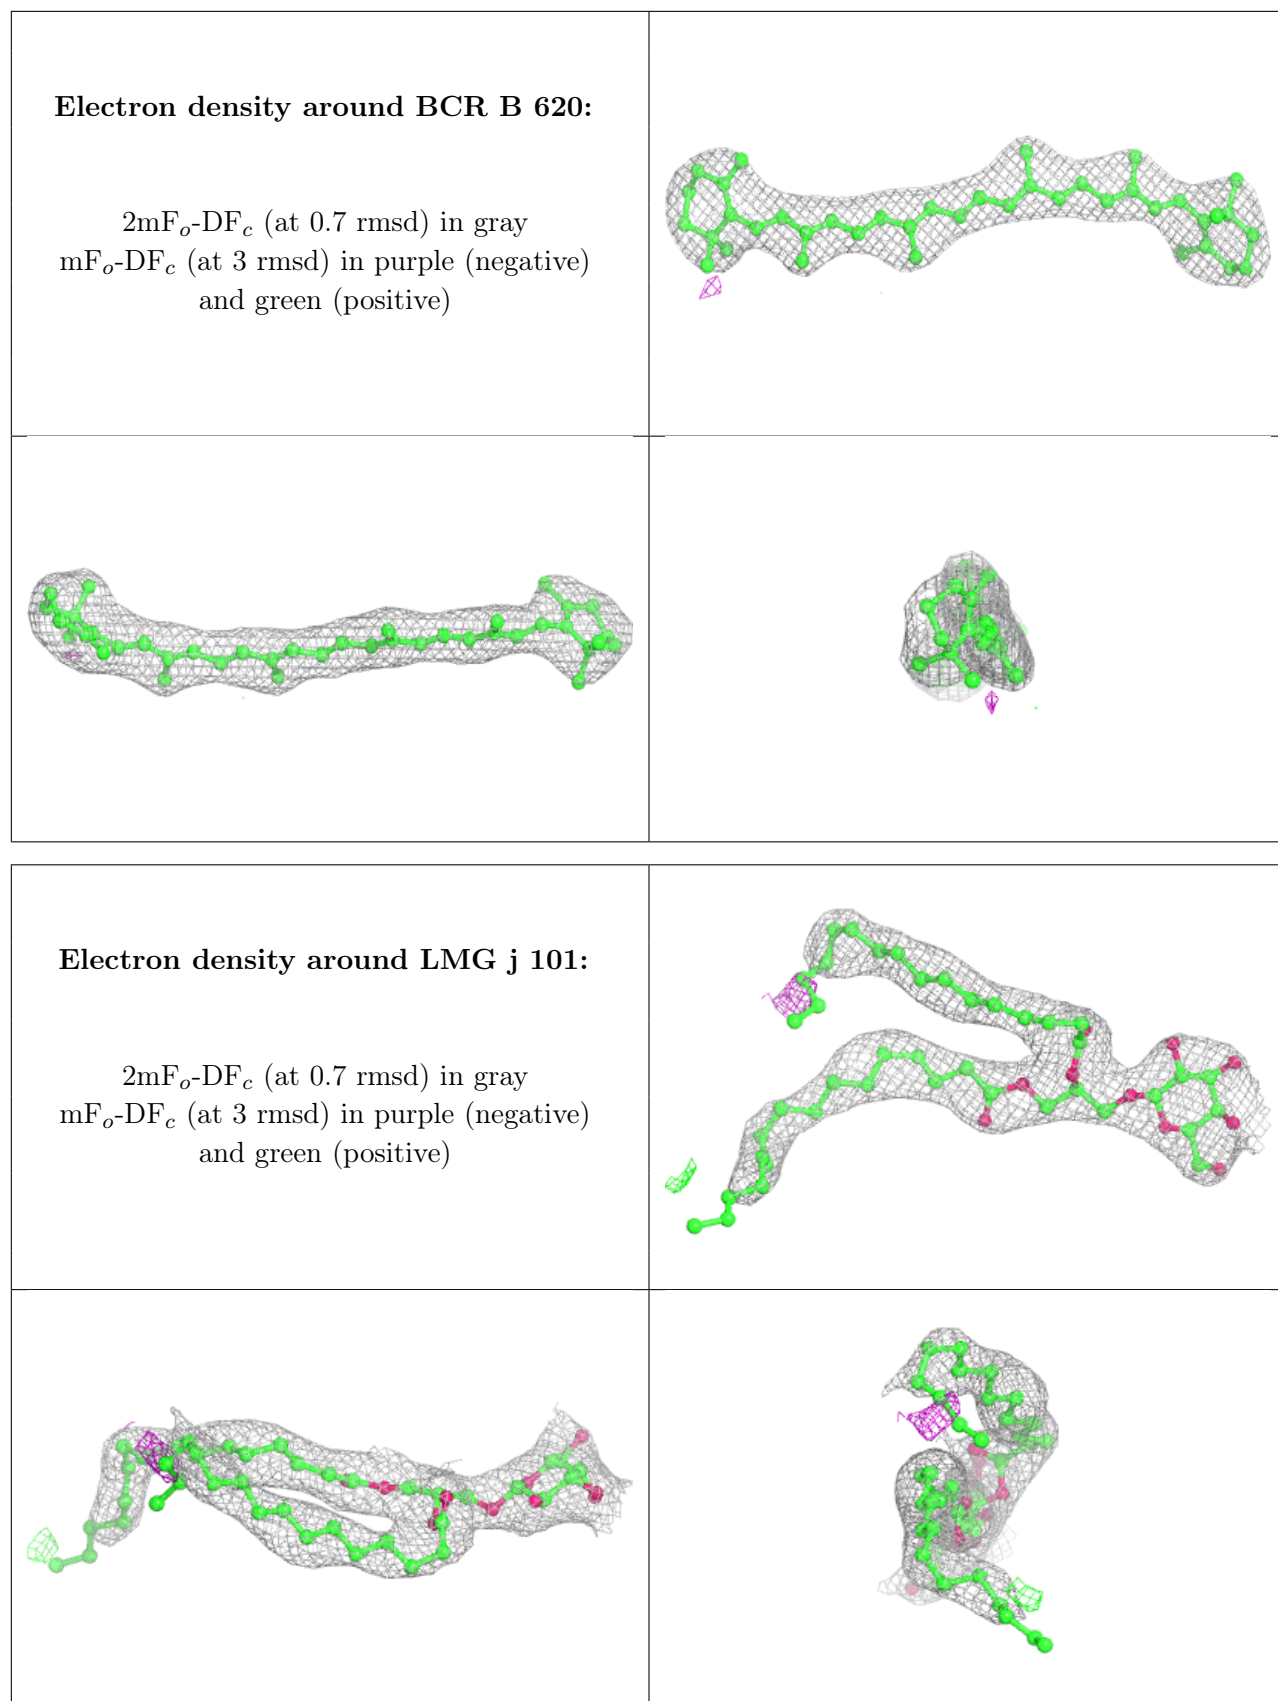 Electron density around BCR B 620:
2mFₒ-DF𝒸 (at 0.7 rmsd) in gray
mFₒ-DF𝒸 (at 3 rmsd) in purple (negative)
and green (positive)
Electron density around LMG j 101:
2mFₒ-DF𝒸 (at 0.7 rmsd) in gray
mFₒ-DF𝒸 (at 3 rmsd) in purple (negative)
and green (positive)